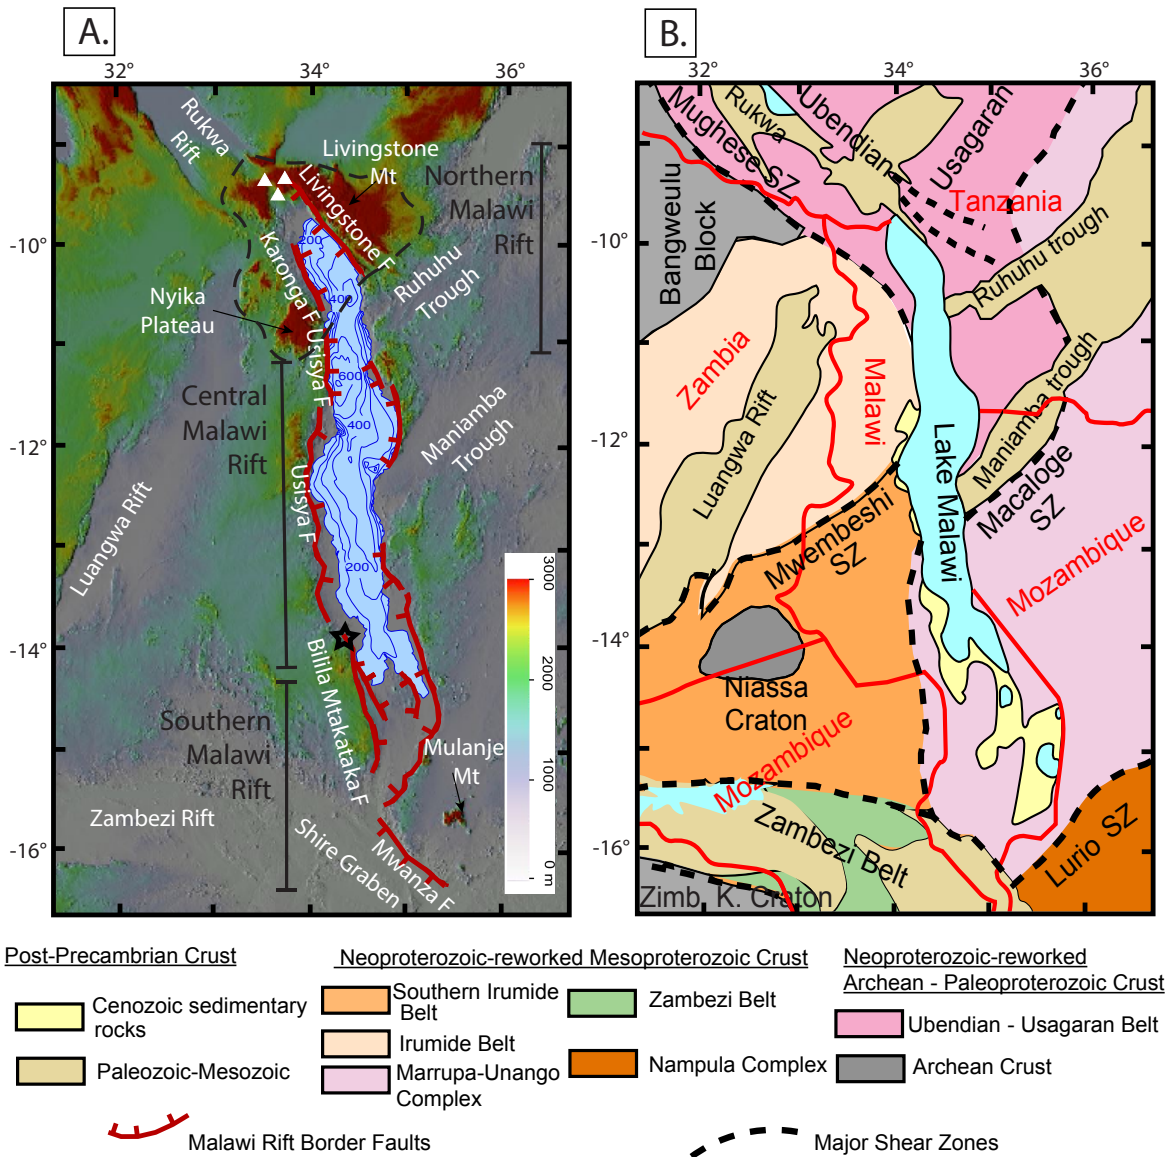 A.
32°
34°
36°
-10°
-12°
-14°
-16°
Rukwa
Rift
Livingstone
Mt
Livingstone F
Northern
Malawi
Rift
Karonga F
Ruhuhu
Trough
Nyika
Plateau
Usisya F
200
400
600
400
200
Central
Malawi
Rift
Maniamba
Trough
Usisya F
Luangwa Rift
3000
2000
1000
0 m
Bilila Mtakataka F
Southern
Malawi
Rift
Mulanje
Mt
Zambezi Rift
Shire Graben
Mwanza F
B.
32°
34°
36°
-10°
-12°
-14°
-16°
Mughese SZ
Rukwa
Ubendian
Usagaran
Tanzania
Bangweulu
Block
Ruhuhu trough
Zambia
Malawi
Luangwa Rift
Maniamba trough
Lake Malawi
Macaloge
SZ
Mwembeshi
SZ
Mozambique
Niassa
Craton
Mozambique
Zambezi Belt
Lurio SZ
Zimb. K. Craton
Post-Precambrian Crust
Cenozoic sedimentary
rocks
Paleozoic-Mesozoic
Neoproterozoic-reworked Mesoproterozoic Crust
Southern Irumide
Belt
Irumide Belt
Marrupa-Unango
Complex
Zambezi Belt
Nampula Complex
Neoproterozoic-reworked
Archean - Paleoproterozoic Crust
Ubendian - Usagaran Belt
Archean Crust
Malawi Rift Border Faults
Major Shear Zones